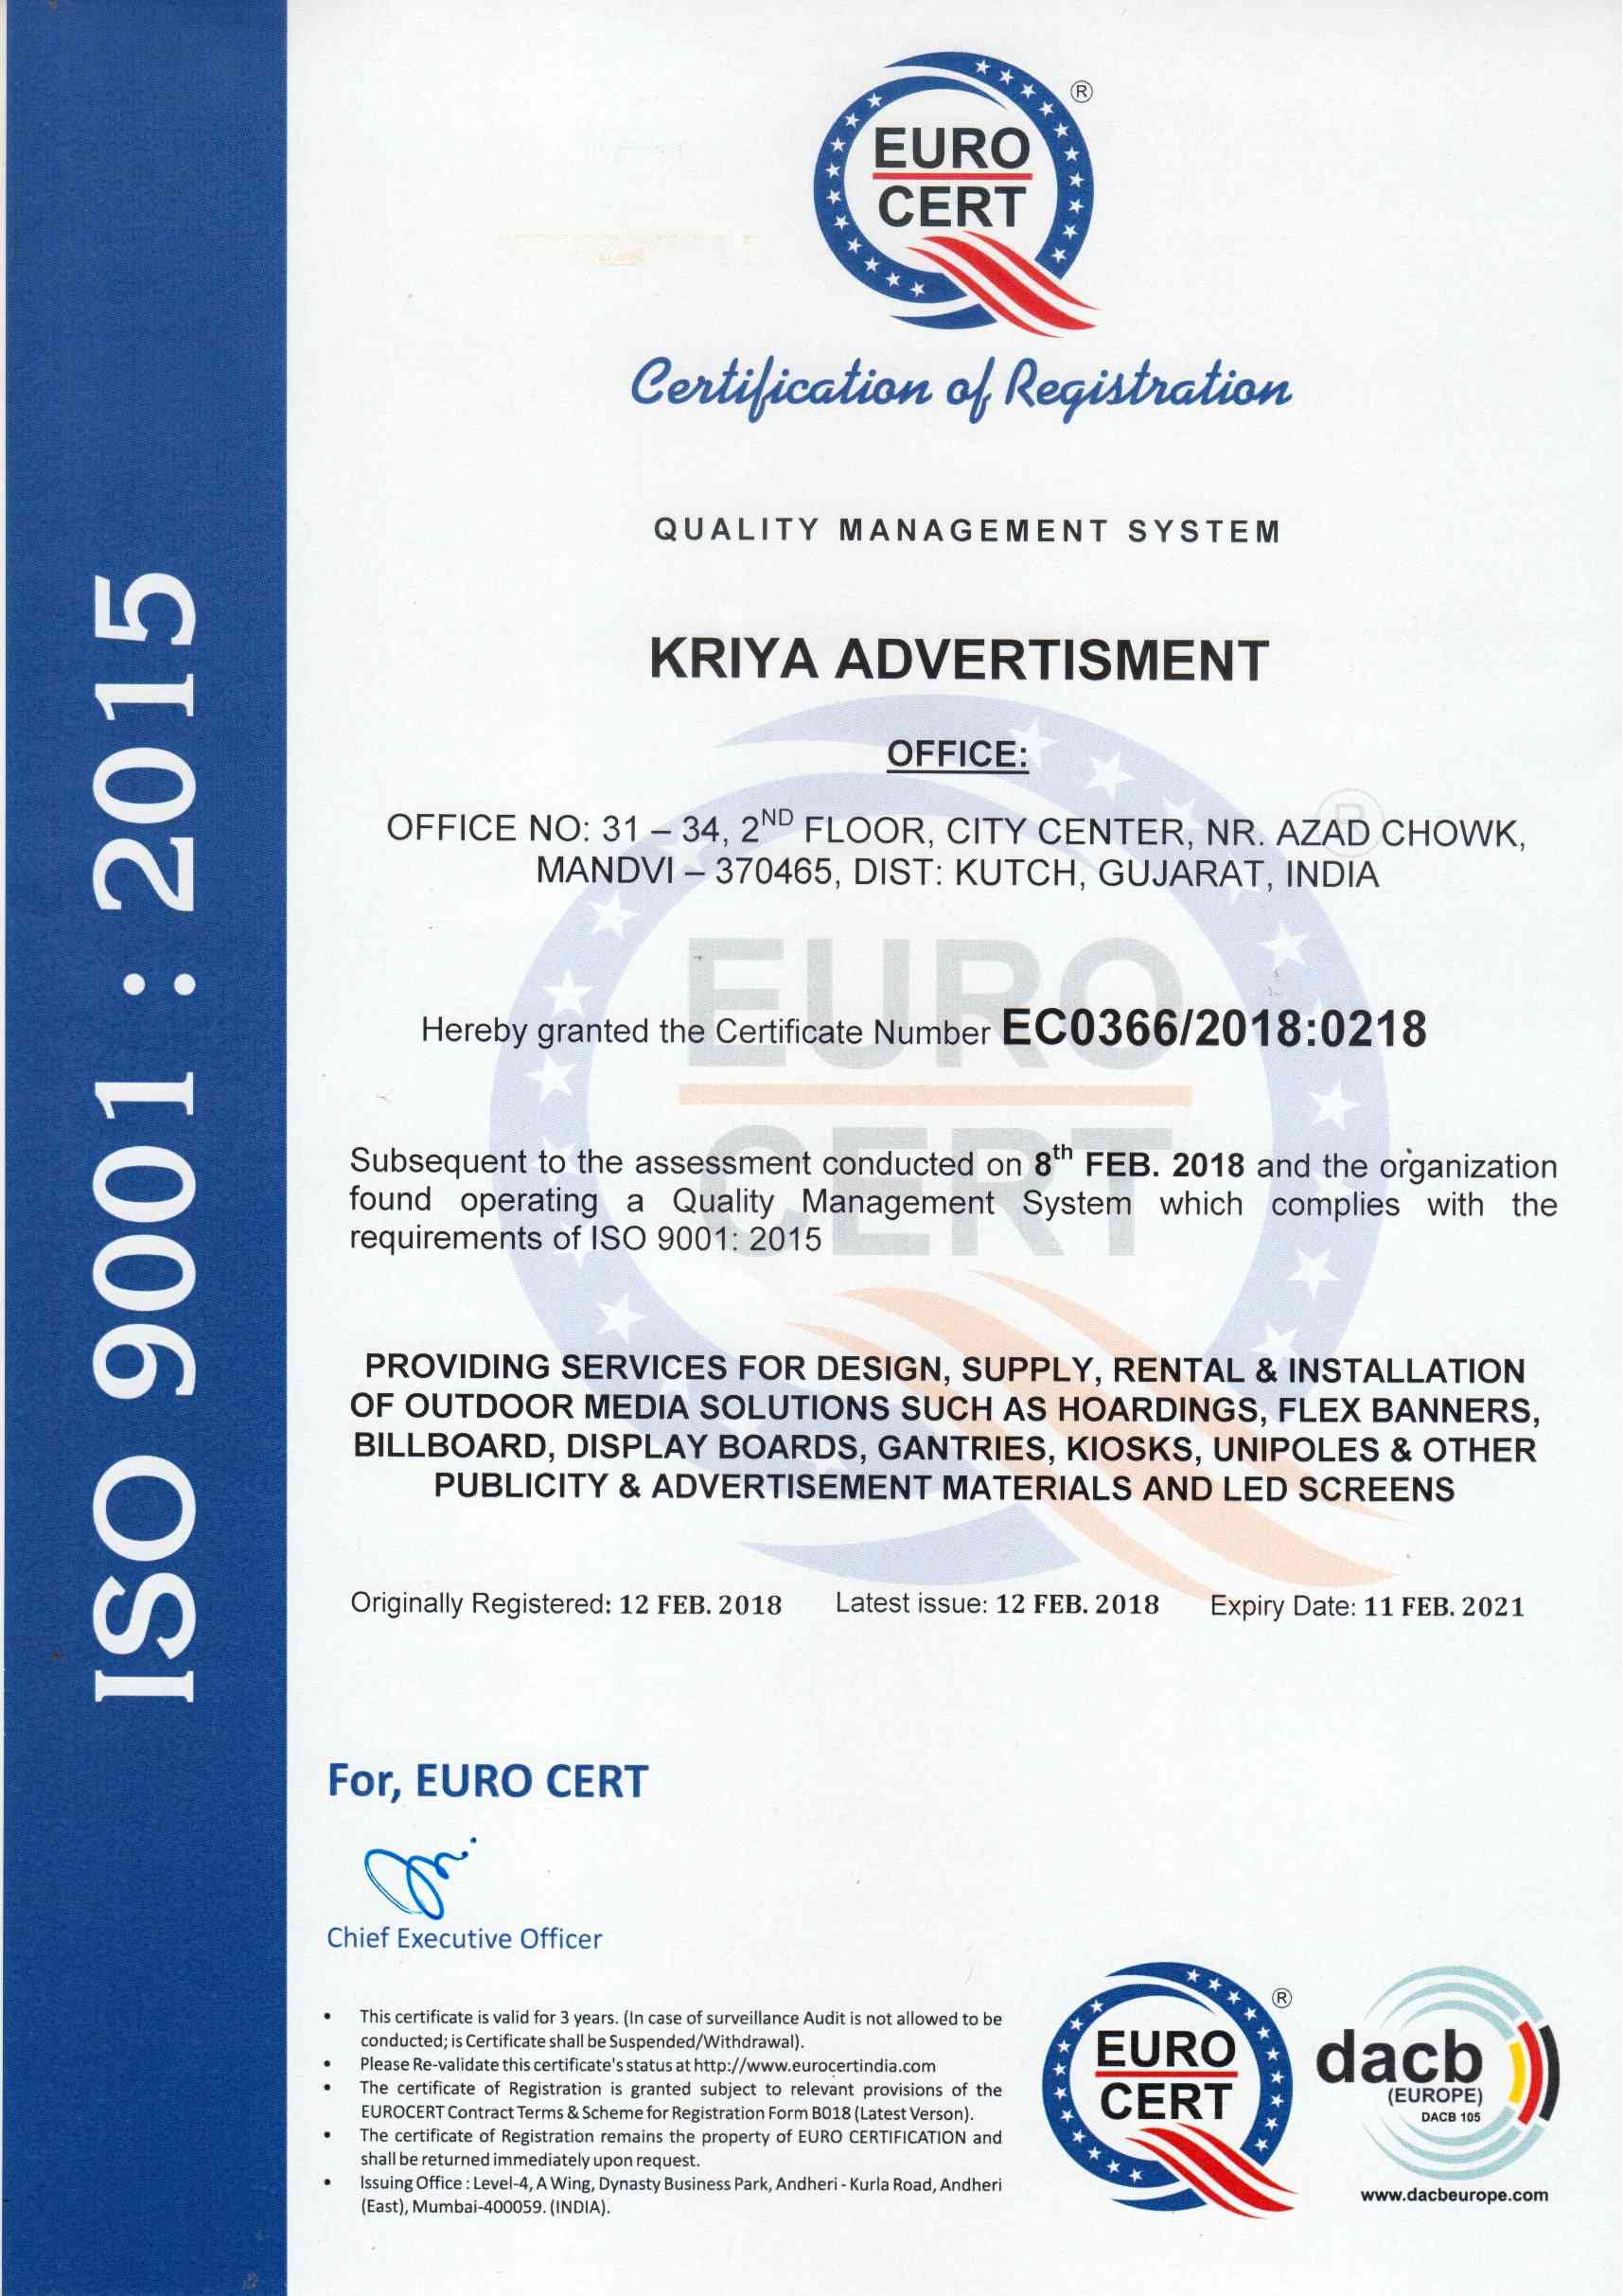 ISO 9001 : 2015
EURO
CERT
®
Certification of Registration
QUALITY MANAGEMENT SYSTEM
KRIYA ADVERTISMENT
OFFICE:
OFFICE NO: 31 – 34, 2ND FLOOR, CITY CENTER, NR. AZAD CHOWK,
MANDVI – 370465, DIST: KUTCH, GUJARAT, INDIA
EURO
CERT
®
Hereby granted the Certificate Number EC0366/2018:0218
Subsequent to the assessment conducted on 8th FEB. 2018 and the organization
found operating a Quality Management System which complies with the
requirements of ISO 9001: 2015
PROVIDING SERVICES FOR DESIGN, SUPPLY, RENTAL & INSTALLATION
OF OUTDOOR MEDIA SOLUTIONS SUCH AS HOARDINGS, FLEX BANNERS,
BILLBOARD, DISPLAY BOARDS, GANTRIES, KIOSKS, UNIPOLES & OTHER
PUBLICITY & ADVERTISEMENT MATERIALS AND LED SCREENS
Originally Registered: 12 FEB. 2018 Latest issue: 12 FEB. 2018 Expiry Date: 11 FEB. 2021
For, EURO CERT
Chief Executive Officer
• This certificate is valid for 3 years. (In case of surveillance Audit is not allowed to be
conducted; is Certificate shall be Suspended/Withdrawal).
• Please Re-validate this certificate's status at http://www.eurocertindia.com
• The certificate of Registration is granted subject to relevant provisions of the
EUROCERT Contract Terms & Scheme for Registration Form B018 (Latest Verson).
• The certificate of Registration remains the property of EURO CERTIFICATION and
shall be returned immediately upon request.
• Issuing Office : Level-4, A Wing, Dynasty Business Park, Andheri - Kurla Road, Andheri
(East), Mumbai-400059. (INDIA).
EURO
CERT
®
dacb
(EUROPE)
DACB 105
www.dacbeurope.com